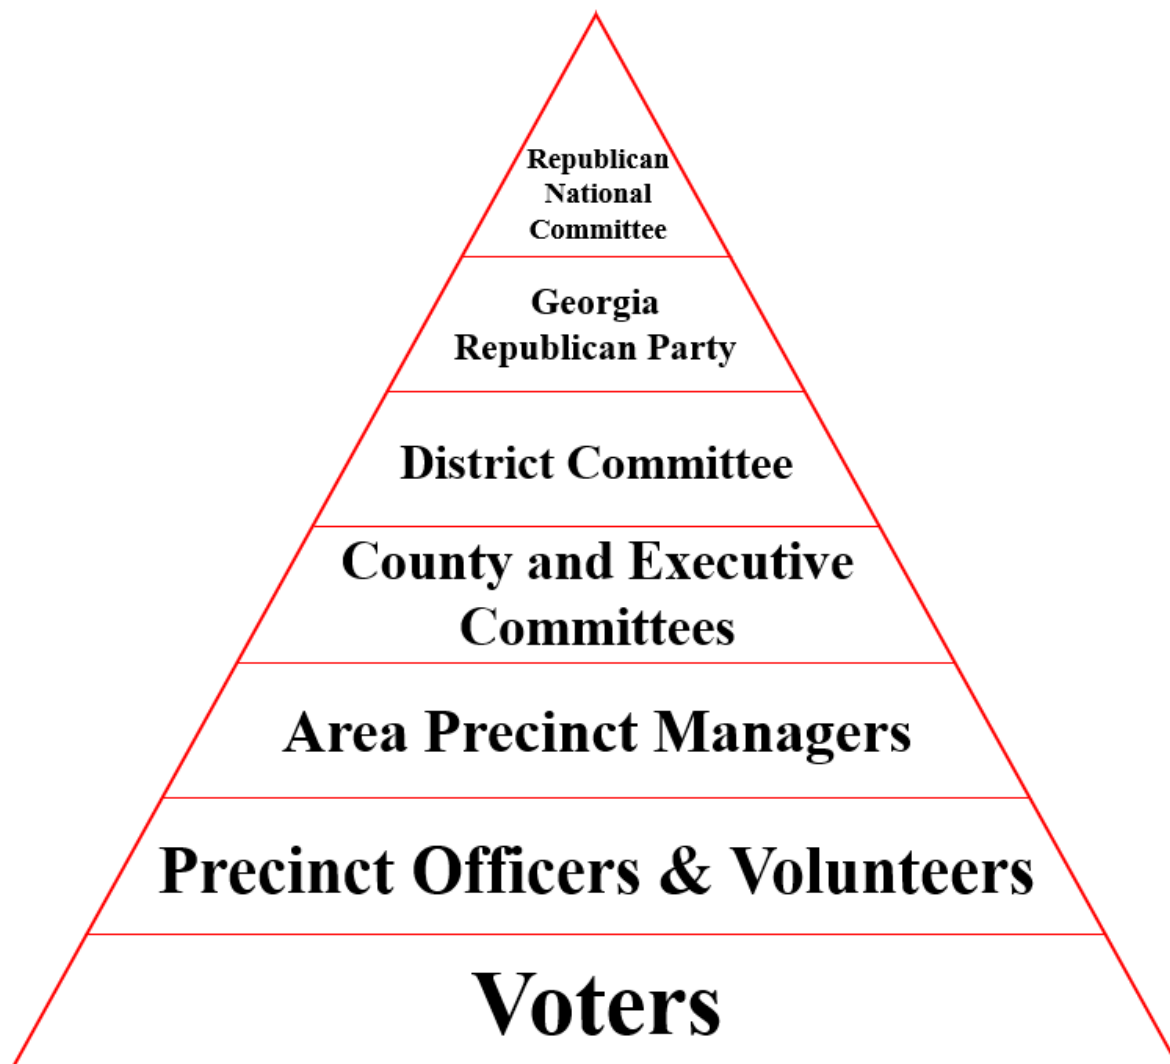 Republican
National
Committee
Georgia
Republican Party
District Committee
County and Executive
Committees
Area Precinct Managers
Precinct Officers & Volunteers
Voters